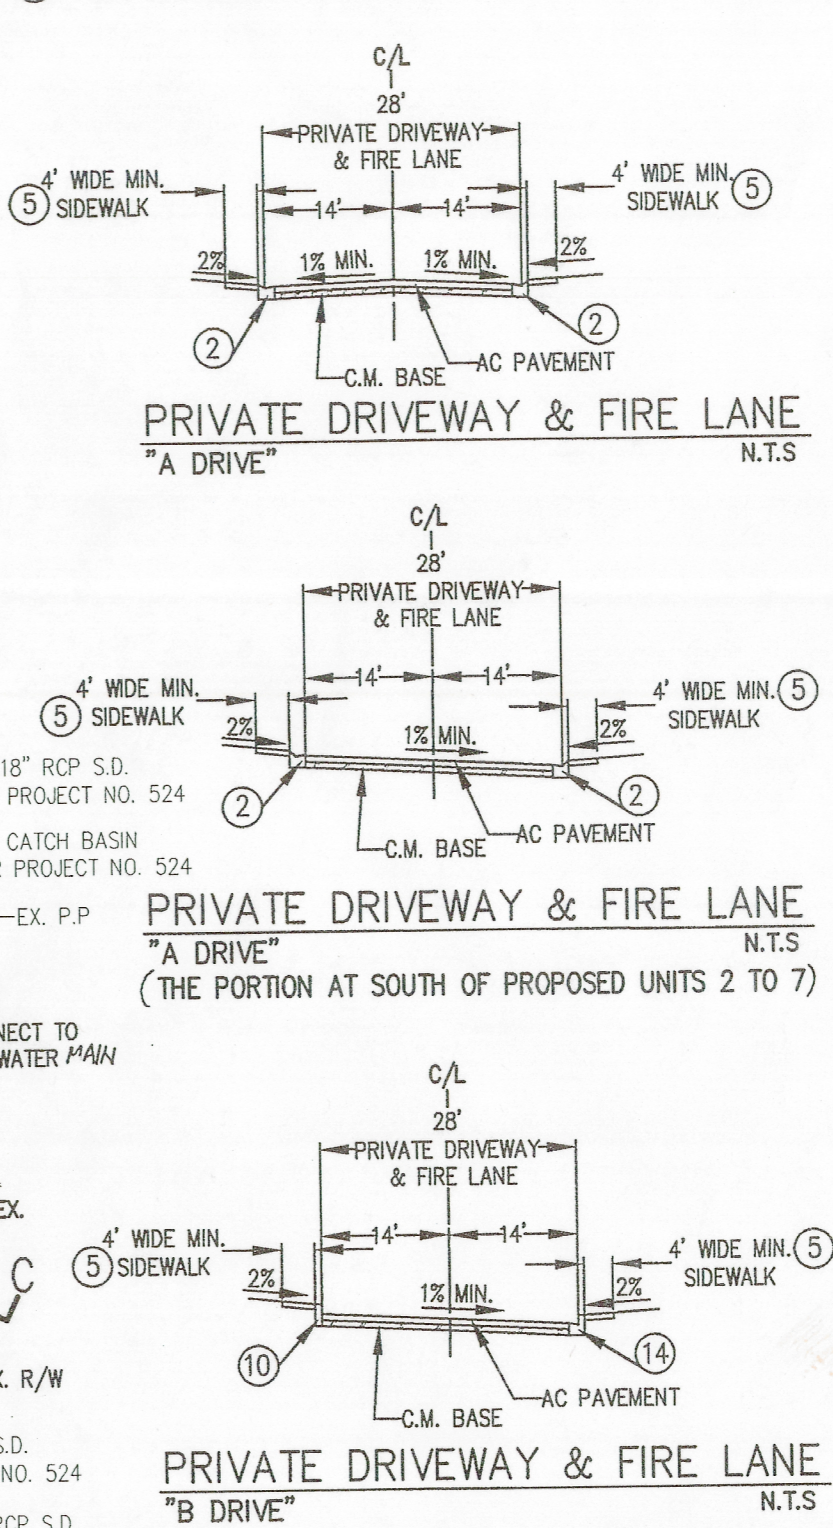 C/L
28'
PRIVATE DRIVEWAY
& FIRE LANE
4' WIDE MIN.
5 SIDEWALK
14' 14'
4' WIDE MIN.
SIDEWALK 5
2% 1% MIN. 1% MIN. 2%
2 2
C.M. BASE AC PAVEMENT
PRIVATE DRIVEWAY & FIRE LANE
"A DRIVE" N.T.S
C/L
28'
PRIVATE DRIVEWAY
& FIRE LANE
4' WIDE MIN.
5 SIDEWALK
14' 14'
4' WIDE MIN. 5
SIDEWALK
2% 1% MIN. 2%
2 2
C.M. BASE AC PAVEMENT
18" RCP S.D.
PROJECT NO. 524
CATCH BASIN
PROJECT NO. 524
EX. P.P
PRIVATE DRIVEWAY & FIRE LANE
"A DRIVE" N.T.S
(THE PORTION AT SOUTH OF PROPOSED UNITS 2 TO 7)
NECT TO
WATER MAIN
C/L
28'
PRIVATE DRIVEWAY
& FIRE LANE
EX.
4' WIDE MIN.
5 SIDEWALK
14' 14'
4' WIDE MIN. 5
SIDEWALK
C
2% 1% MIN. 2%
10 14
R/W
C.M. BASE AC PAVEMENT
S.D.
NO. 524
PRIVATE DRIVEWAY & FIRE LANE
"B DRIVE" N.T.S
RCP S.D.